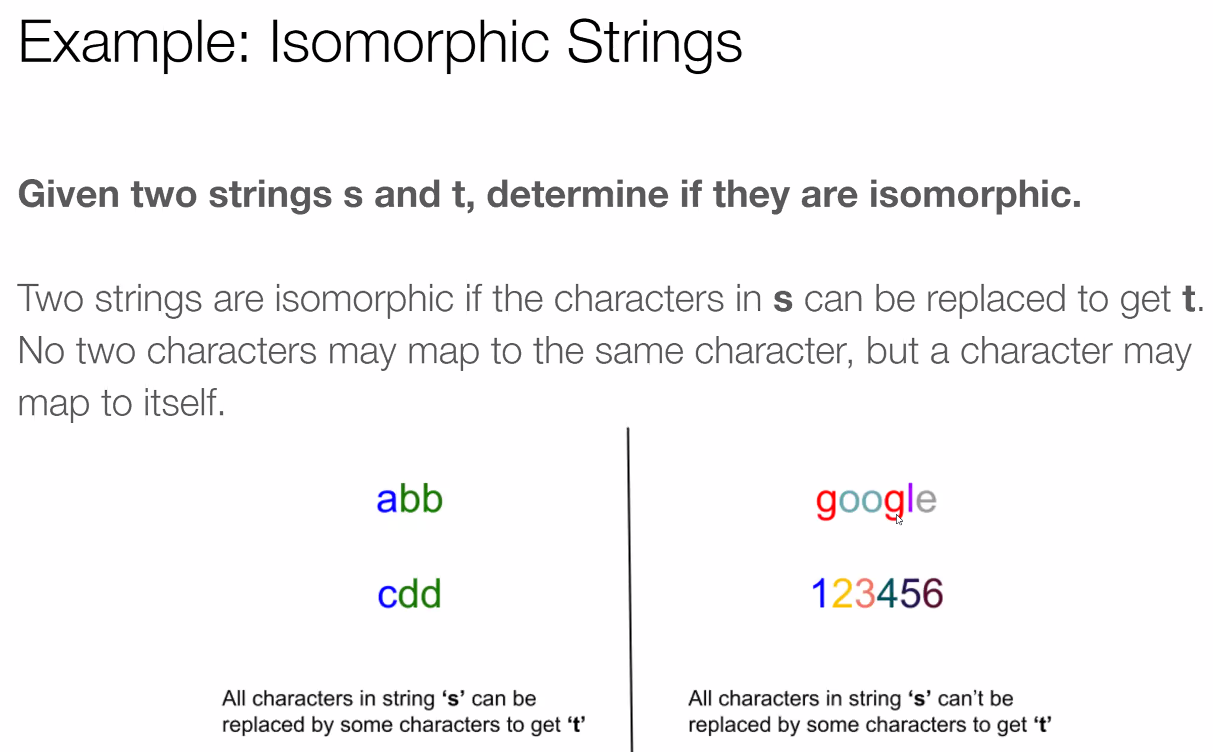 Example: Isomorphic Strings
Given two strings s and t, determine if they are isomorphic.
Two strings are isomorphic if the characters in s can be replaced to get t.
No two characters may map to the same character, but a character may
map to itself.
abb
cdd
All characters in string ‘s’ can be
replaced by some characters to get ‘t’
google
123456
All characters in string ‘s’ can’t be
replaced by some characters to get ‘t’